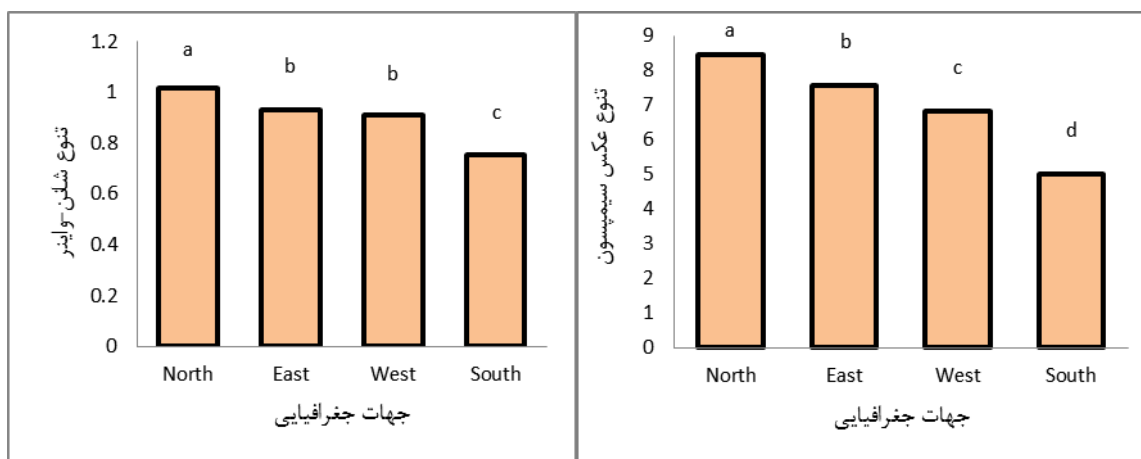 تنوع شانن-واینر
1.2
1
0.8
0.6
0.4
0.2
0
a
b
b
c
North East West South
جهات جغرافیایی
تنوع عکس سیمپسون
9
8
7
6
5
4
3
2
1
0
a
b
c
d
North East West South
جهات جغرافیایی